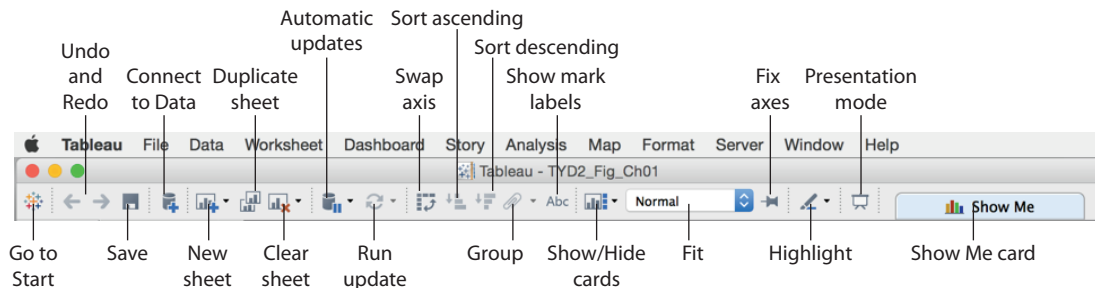 Automatic
updates
Sort ascending
Sort descending
Undo
and
Redo
Connect
to Data
Duplicate
sheet
Swap
axis
Show mark
labels
Fix
axes
Presentation
mode
Tableau File Data Worksheet Dashboard Story Analysis Map Format Server Window Help
Tableau - TYD2_Fig_Ch01
Abc
Normal
Show Me
Go to
Start
Save
New
sheet
Clear
sheet
Run
update
Group
Show/Hide
cards
Fit
Highlight
Show Me card